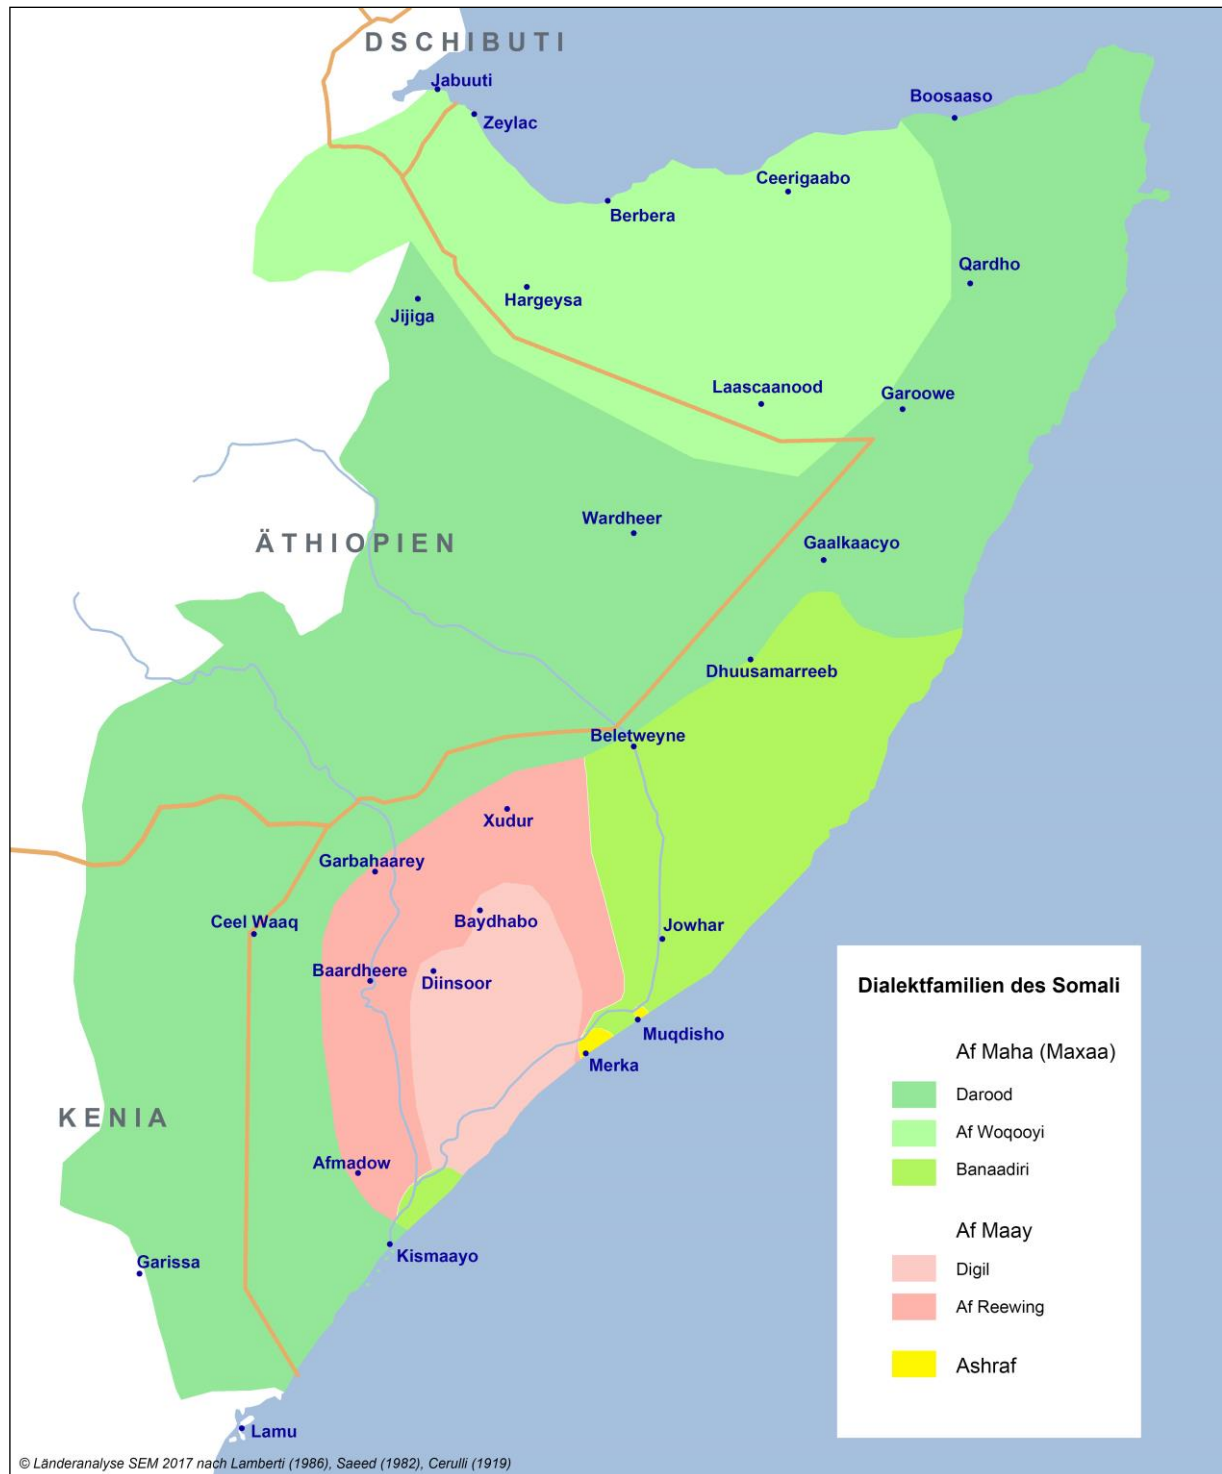 DSCHIBUTI
Jabuuti
Boosaaso
Zeylac
Ceerigaabo
Berbera
Qardho
Hargeysa
Jijiga
Laascaanood
Garoowe
Wardheer
ÄTHIOPIEN
Gaalkaacyo
Dhuusamarreeb
Beletweyne
Xudur
Garbahaarey
Ceel Waaq
Baydhabo
Jowhar
Baardheere
Diinsoor
Muqdisho
Merka
KENIA
Afmadow
Kismaayo
Garissa
Lamu
Dialektfamilien des Somali
Af Maha (Maxaa)
Darood
Af Woqooyi
Banaadiri
Af Maay
Digil
Af Reewing
Ashraf
© Länderanalyse SEM 2017 nach Lamberti (1986), Saeed (1982), Cerulli (1919)